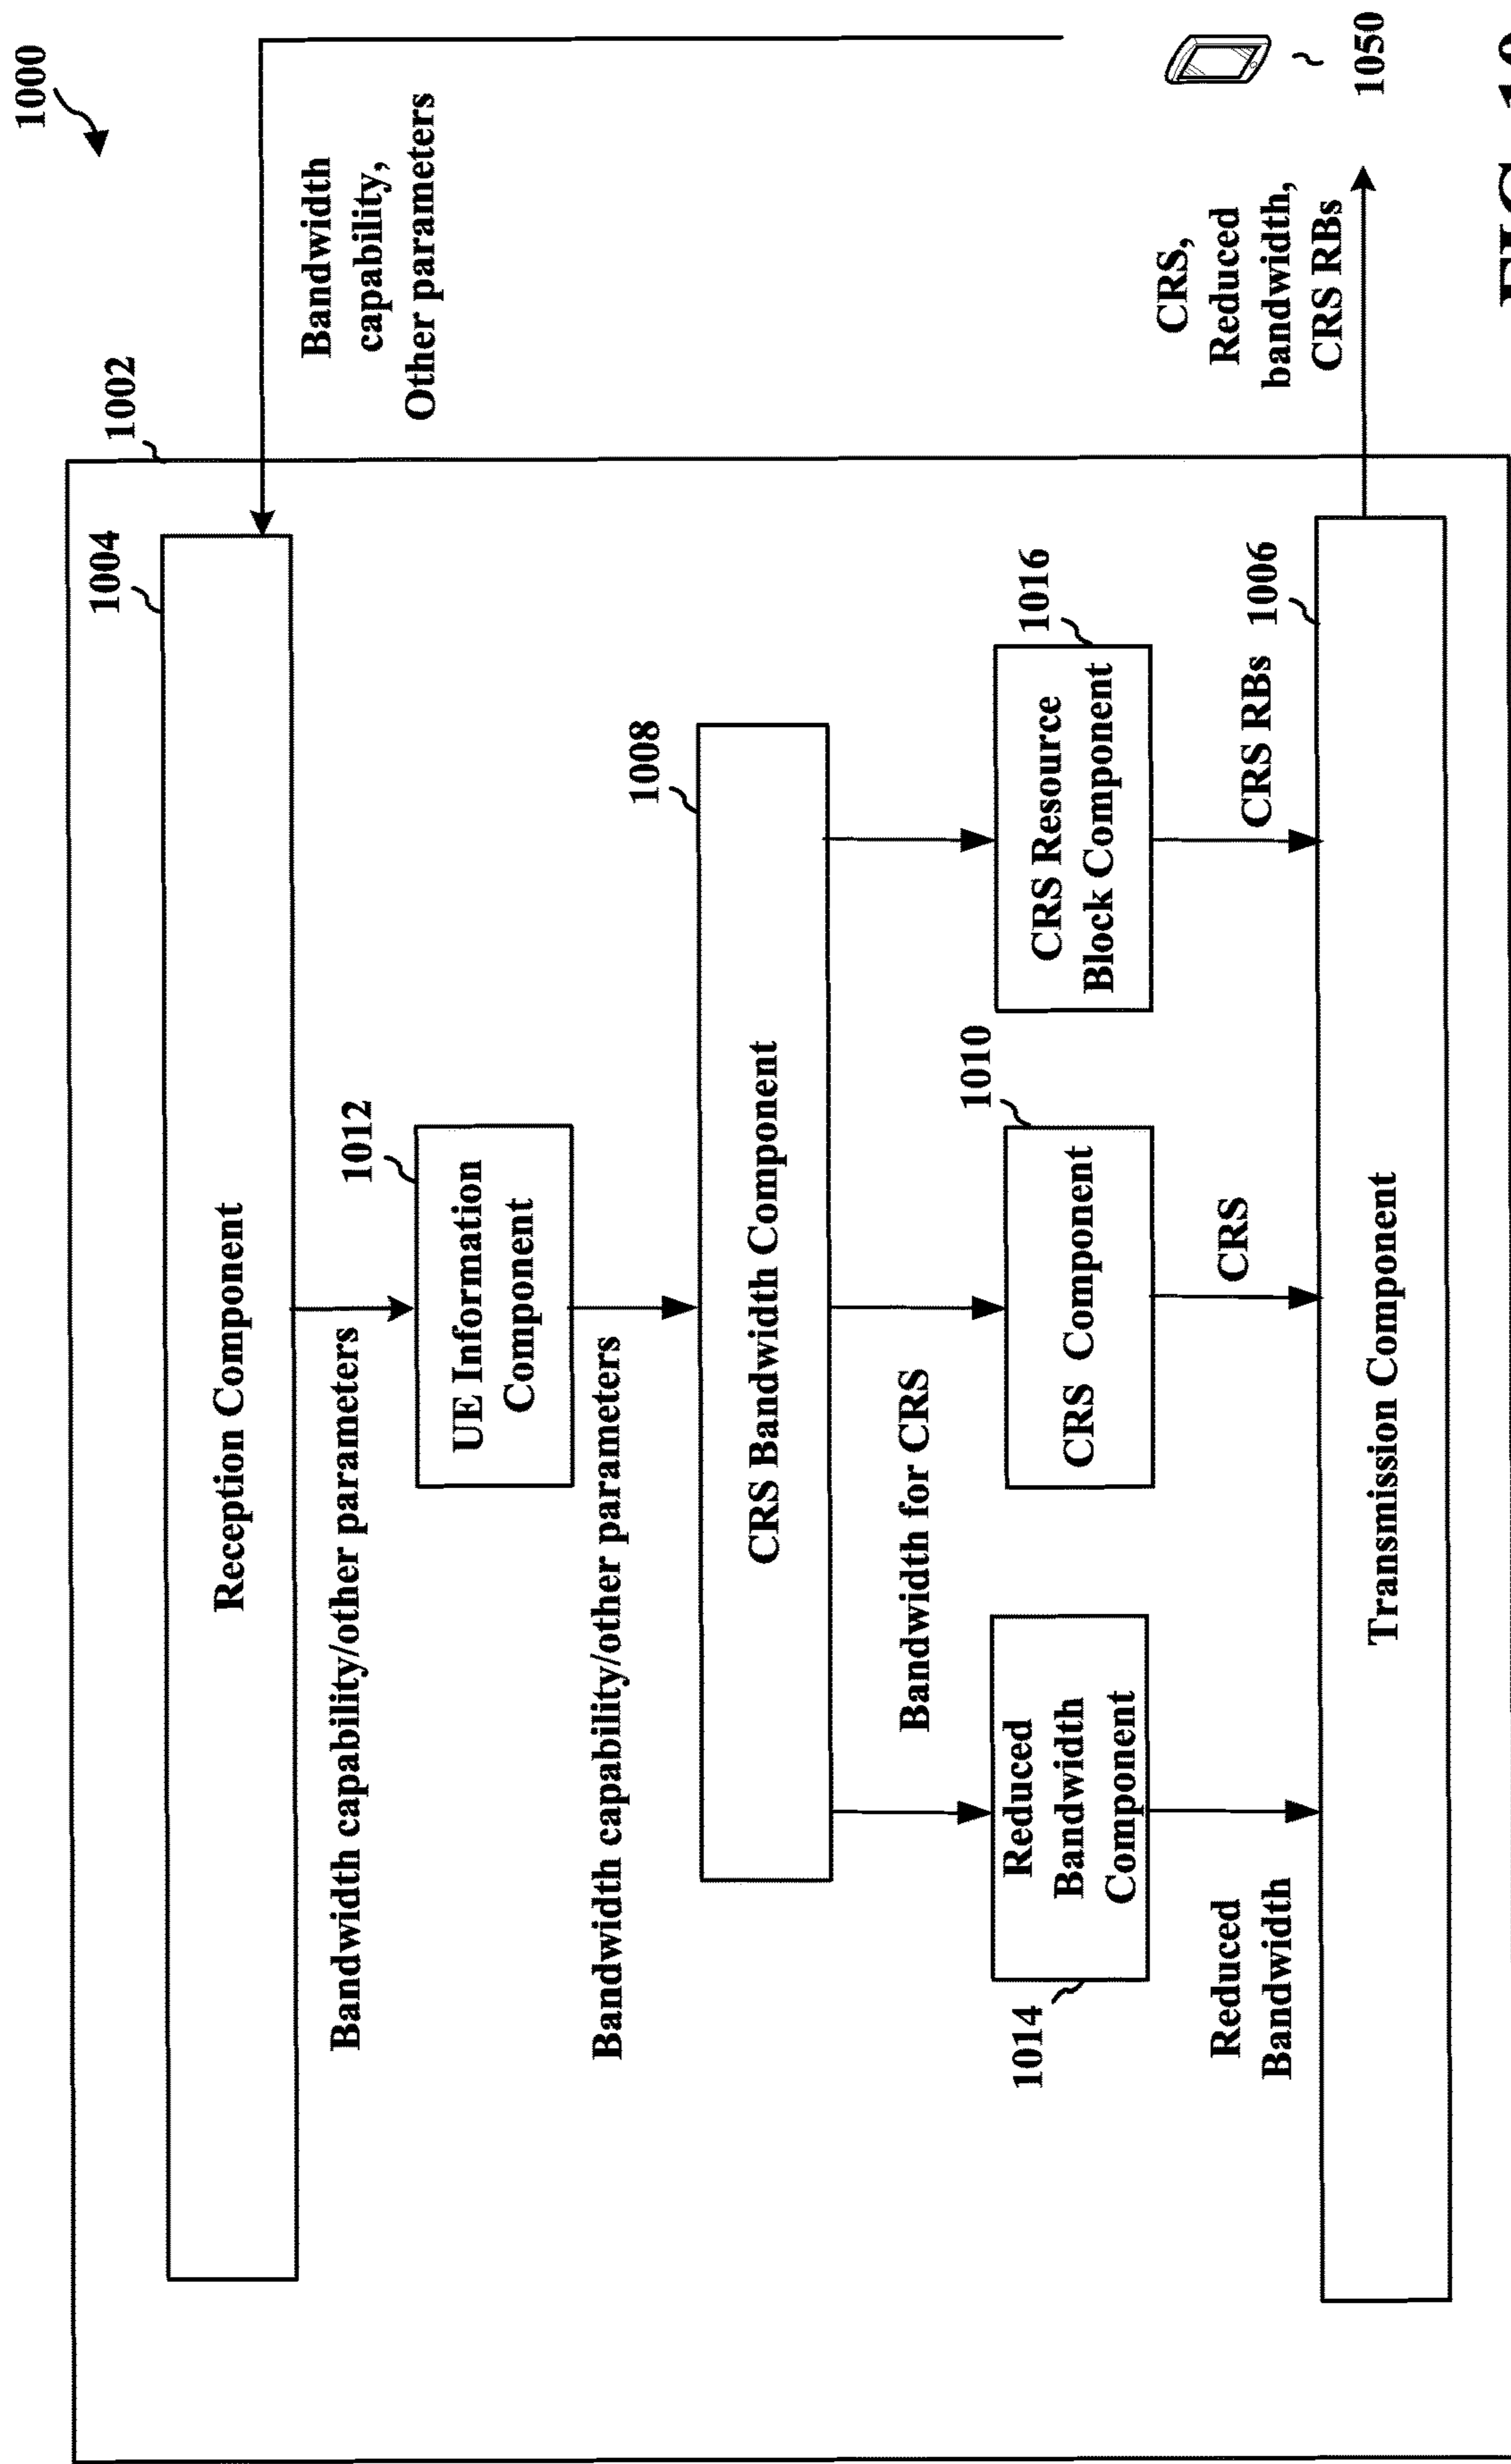 1000
1002
1004
Reception Component
Bandwidth
capability,
Other parameters
Bandwidth capability/other parameters
1012
UE Information
Component
Bandwidth capability/other parameters
1008
CRS Bandwidth Component
Bandwidth for CRS
1014
Reduced
Bandwidth
Component
1010
CRS Component
1016
CRS Resource
Block Component
Reduced
Bandwidth
CRS
CRS RBs
1006
Transmission Component
CRS,
Reduced
bandwidth,
CRS RBs
1050